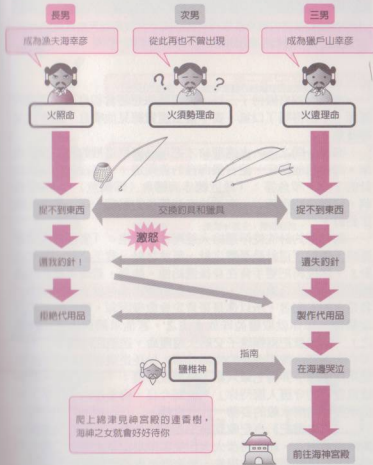 長男
次男
三男
成為漁夫海幸彦
從此再也不曾出現
成為獵戶山幸彦
火照命
火須勢理命
火遠理命
捉不到東西
交換釣具和獵具
捉不到東西
激怒
還我釣針！
遺失釣針
拒絕代用品
製作代用品
鹽椎神
指南
在海邊哭泣
爬上綿津見神宮殿的連香樹，
海神之女就會好好待你
前往海神宮殿